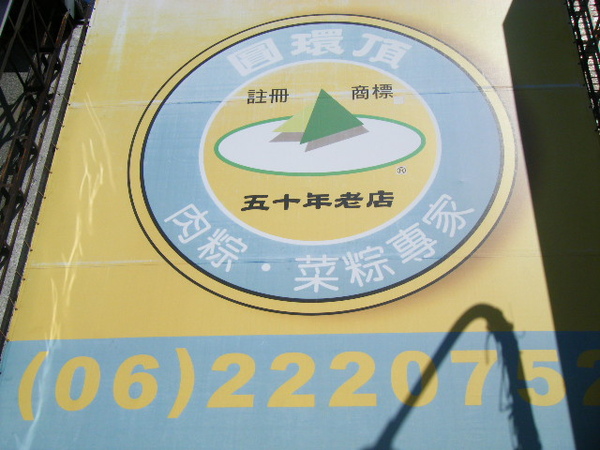 圓環頂
註冊 商標
®
五十年老店
肉粽·菜粽專家
(06)2220752